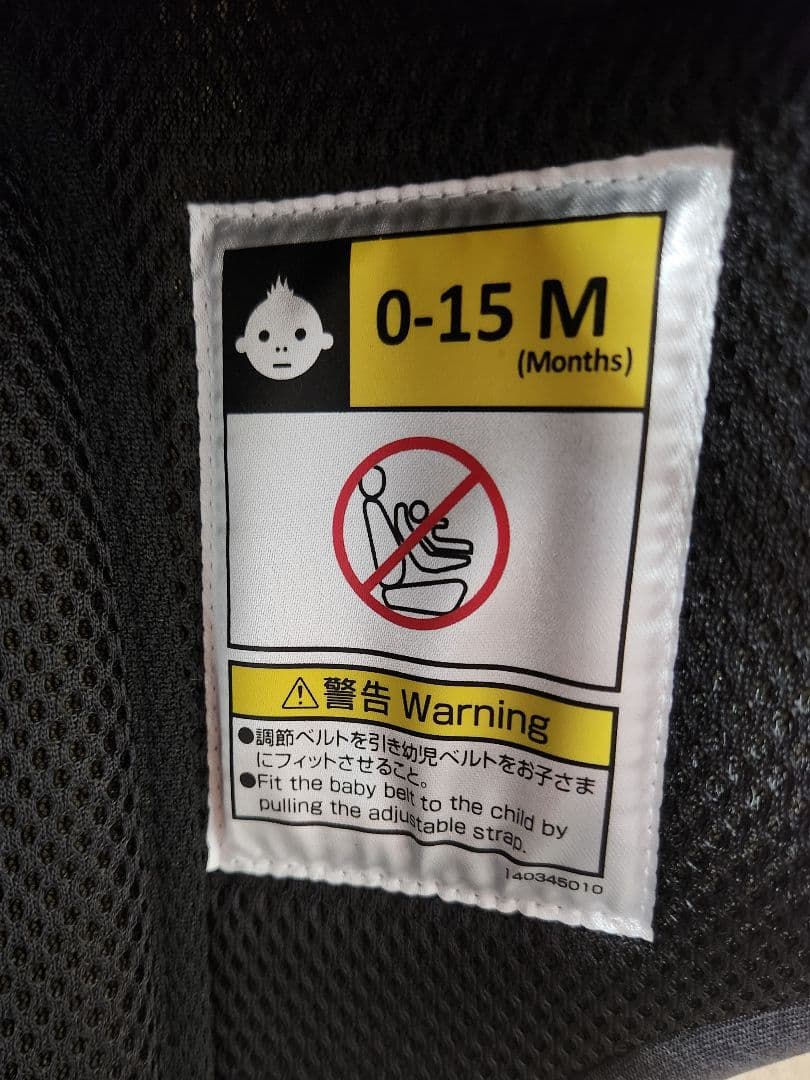 0-15 M
(Months)
警告 Warning
●調節ベルトを引き幼児ベルトをお子さま
にフィットさせること。
●Fit the baby belt to the child by
pulling the adjustable strap.
140345010